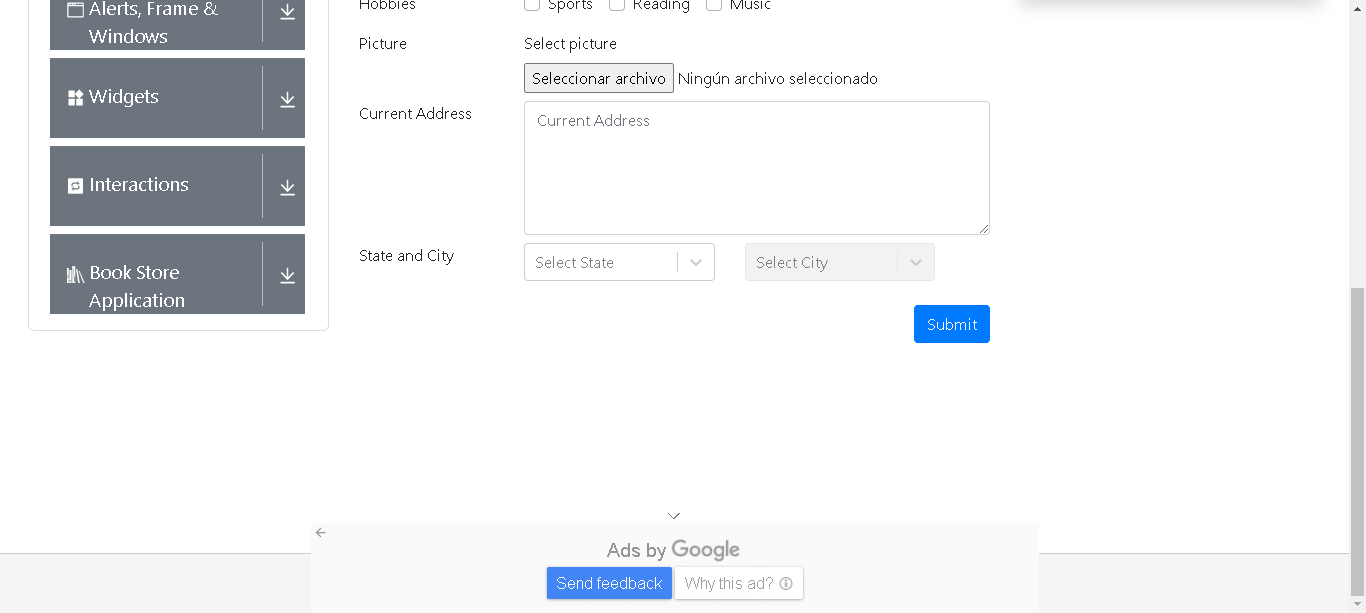 Alerts, Frame &
Windows
Widgets
Interactions
Book Store
Application
Hobbies
Sports Reading Music
Picture
Select picture
Seleccionar archivo Ningún archivo seleccionado
Current Address
Current Address
State and City
Select State
Select City
Submit
Ads by Google
Send feedback
Why this ad?